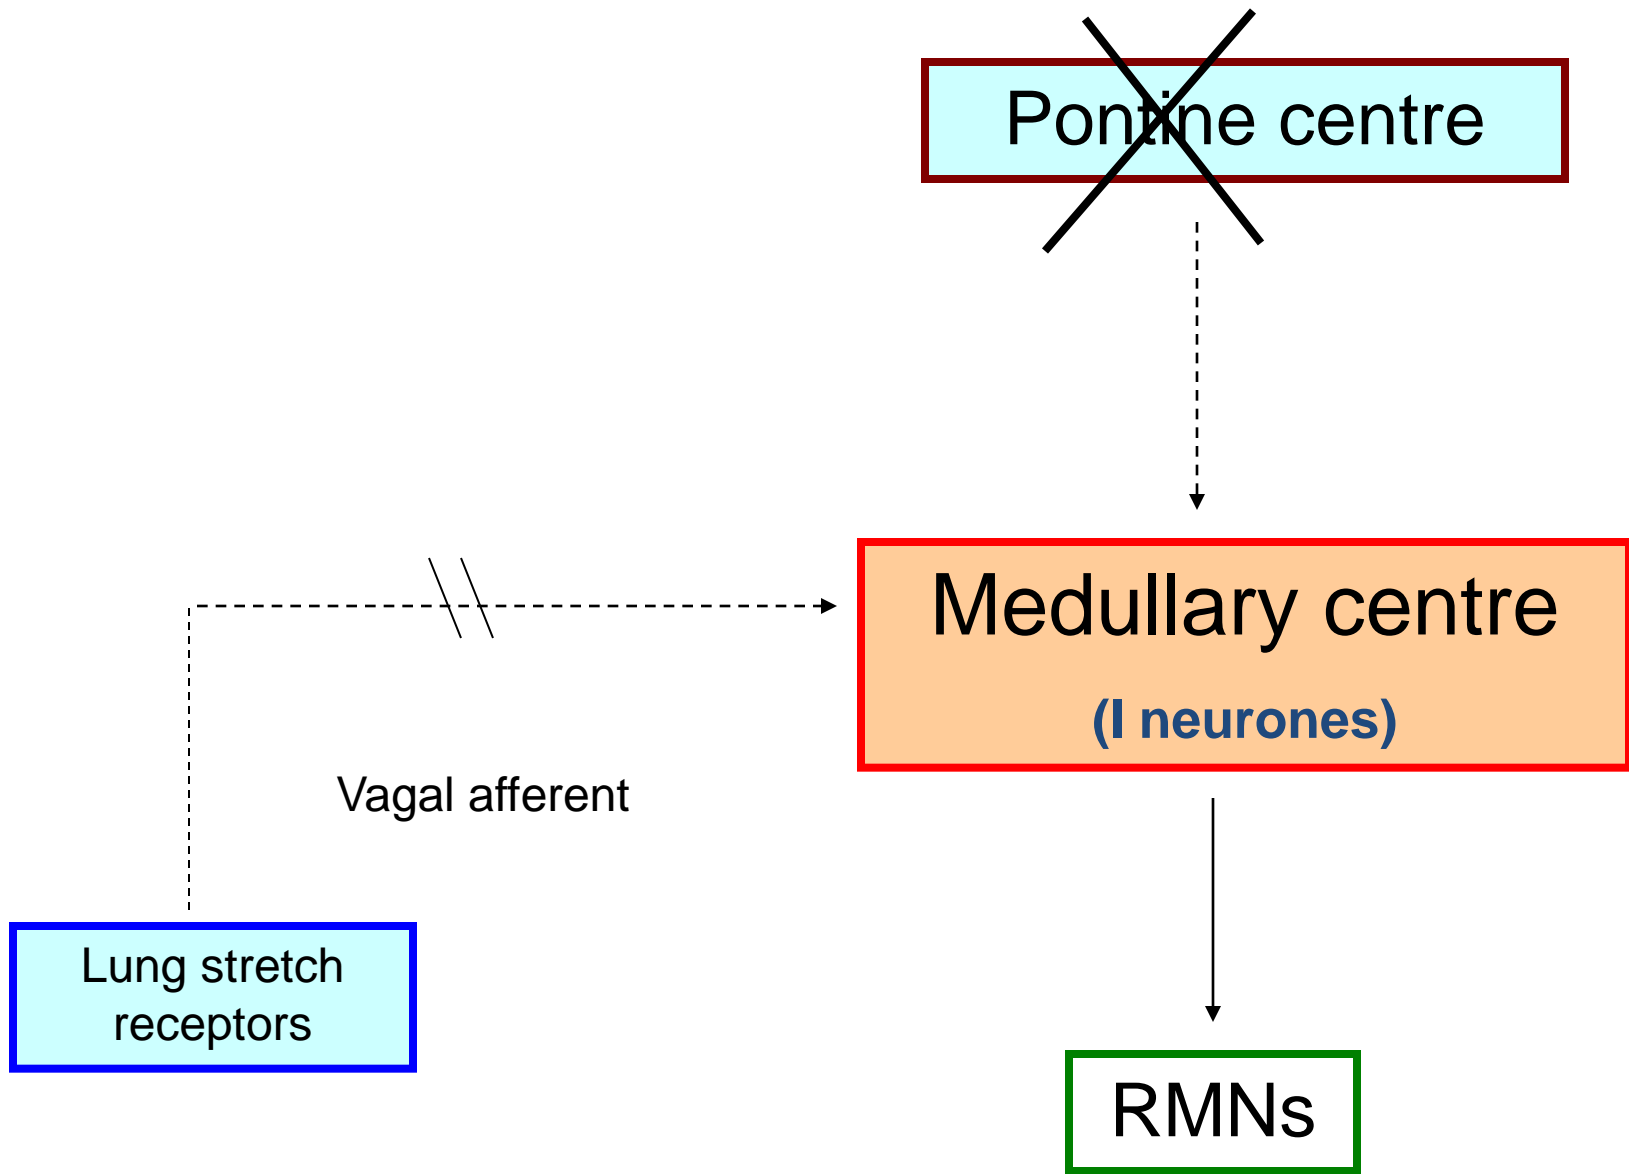 Pontine centre
Medullary centre
(I neurones)
Vagal afferent
Lung stretch
receptors
RMNs